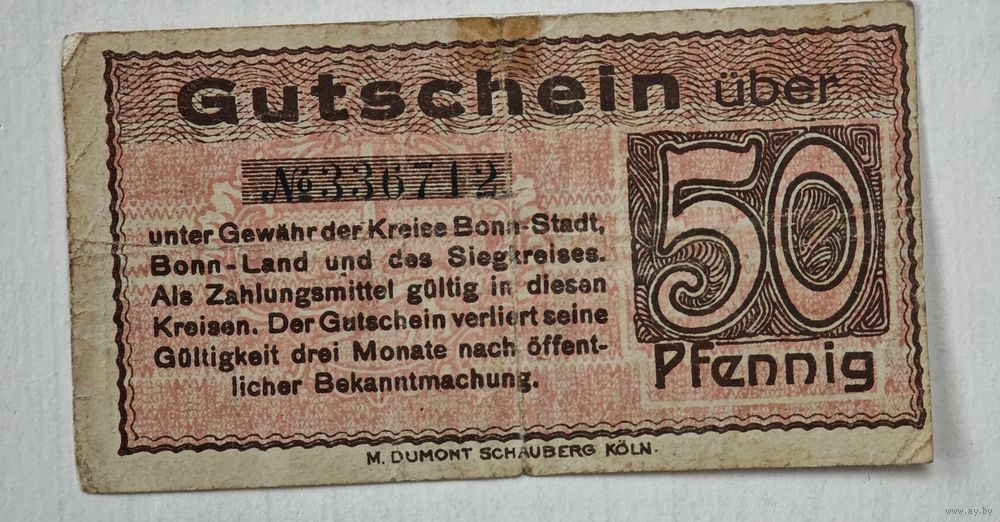 Gutschein über
№336712
50
unter Gewähr der Kreise Bonn-Stadt,
Bonn-Land und des Siegkreises.
Als Zahlungsmittel gültig in diesen
Kreisen. Der Gutschein verliert seine
Gültigkeit drei Monate nach öffent-
licher Bekanntmachung.
Pfennig
M. DUMONT SCHAUBERG KÖLN.
www.ay.by